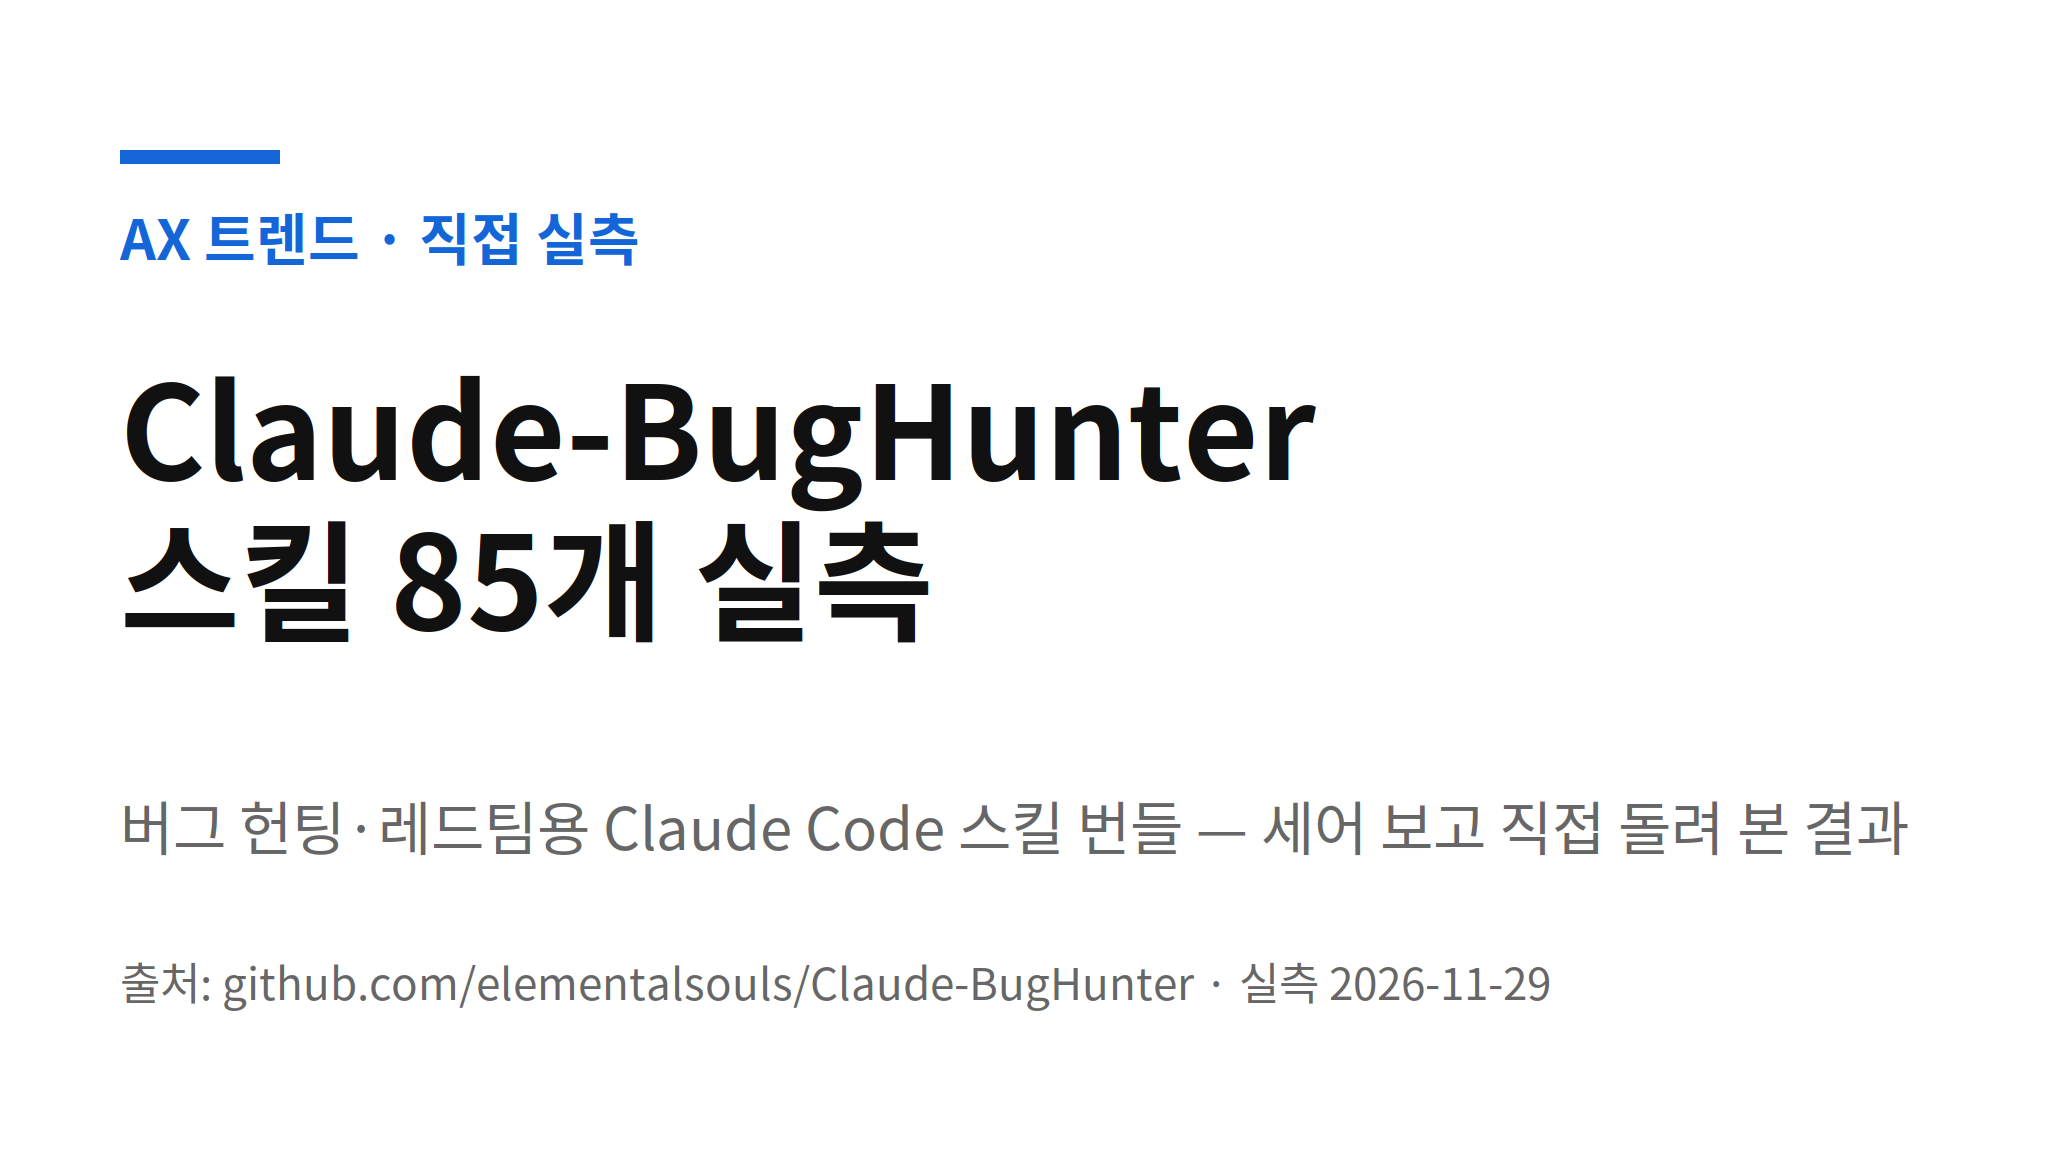 AX 트렌드 · 직접 실측
Claude-BugHunter
스킬 85개 실측
버그 헌팅·레드팀용 Claude Code 스킬 번들 — 세어 보고 직접 돌려 본 결과
출처: github.com/elementalsouls/Claude-BugHunter · 실측 2026-11-29